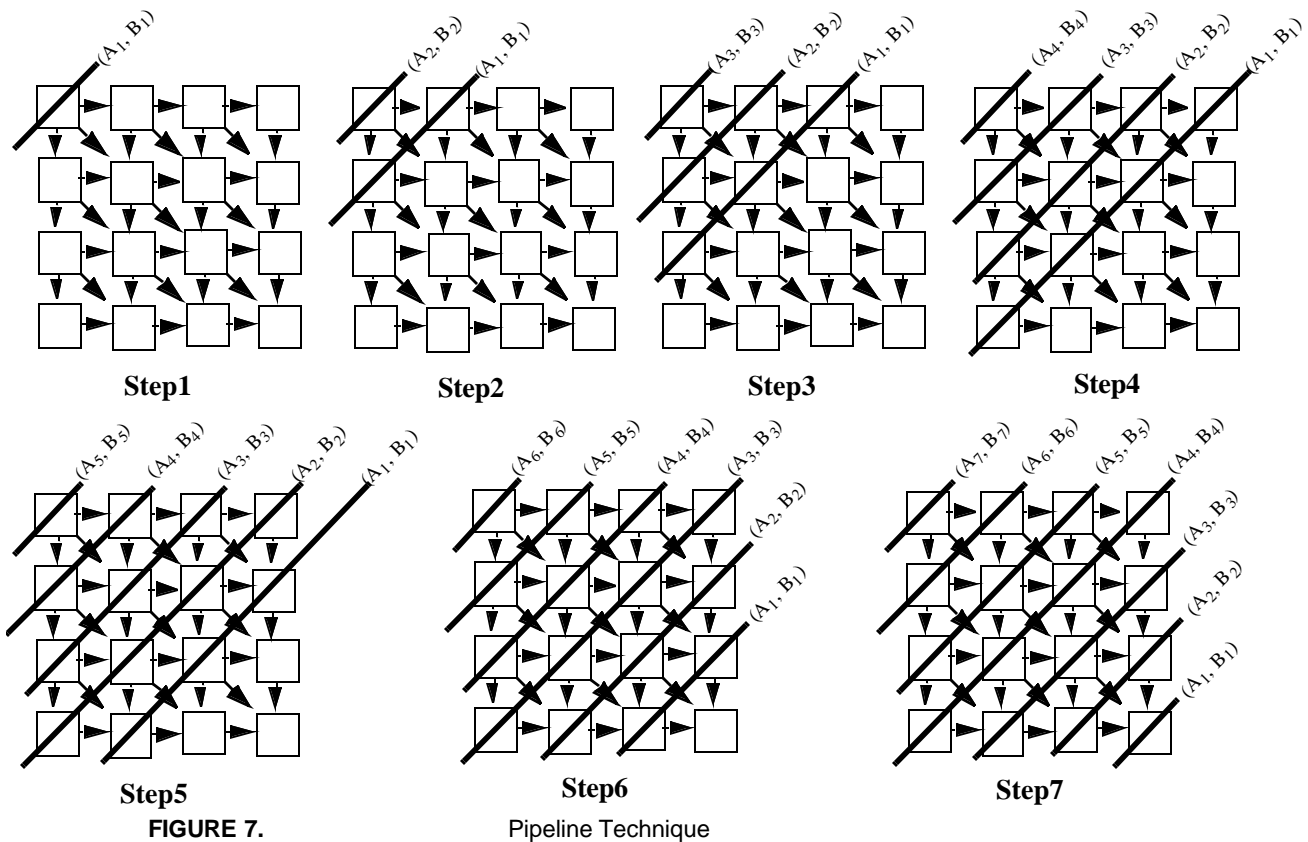 (A1, B1)
(A2, B2)
(A1, B1)
(A3, B3)
(A2, B2)
(A1, B1)
(A4, B4)
(A3, B3)
(A2, B2)
(A1, B1)
Step1
Step2
Step3
Step4
(A5, B5)
(A4, B4)
(A3, B3)
(A2, B2)
(A1, B1)
(A6, B6)
(A5, B5)
(A4, B4)
(A3, B3)
(A2, B2)
(A1, B1)
(A7, B7)
(A6, B6)
(A5, B5)
(A4, B4)
(A3, B3)
(A2, B2)
(A1, B1)
Step5
Step6
Step7
FIGURE 7. Pipeline Technique